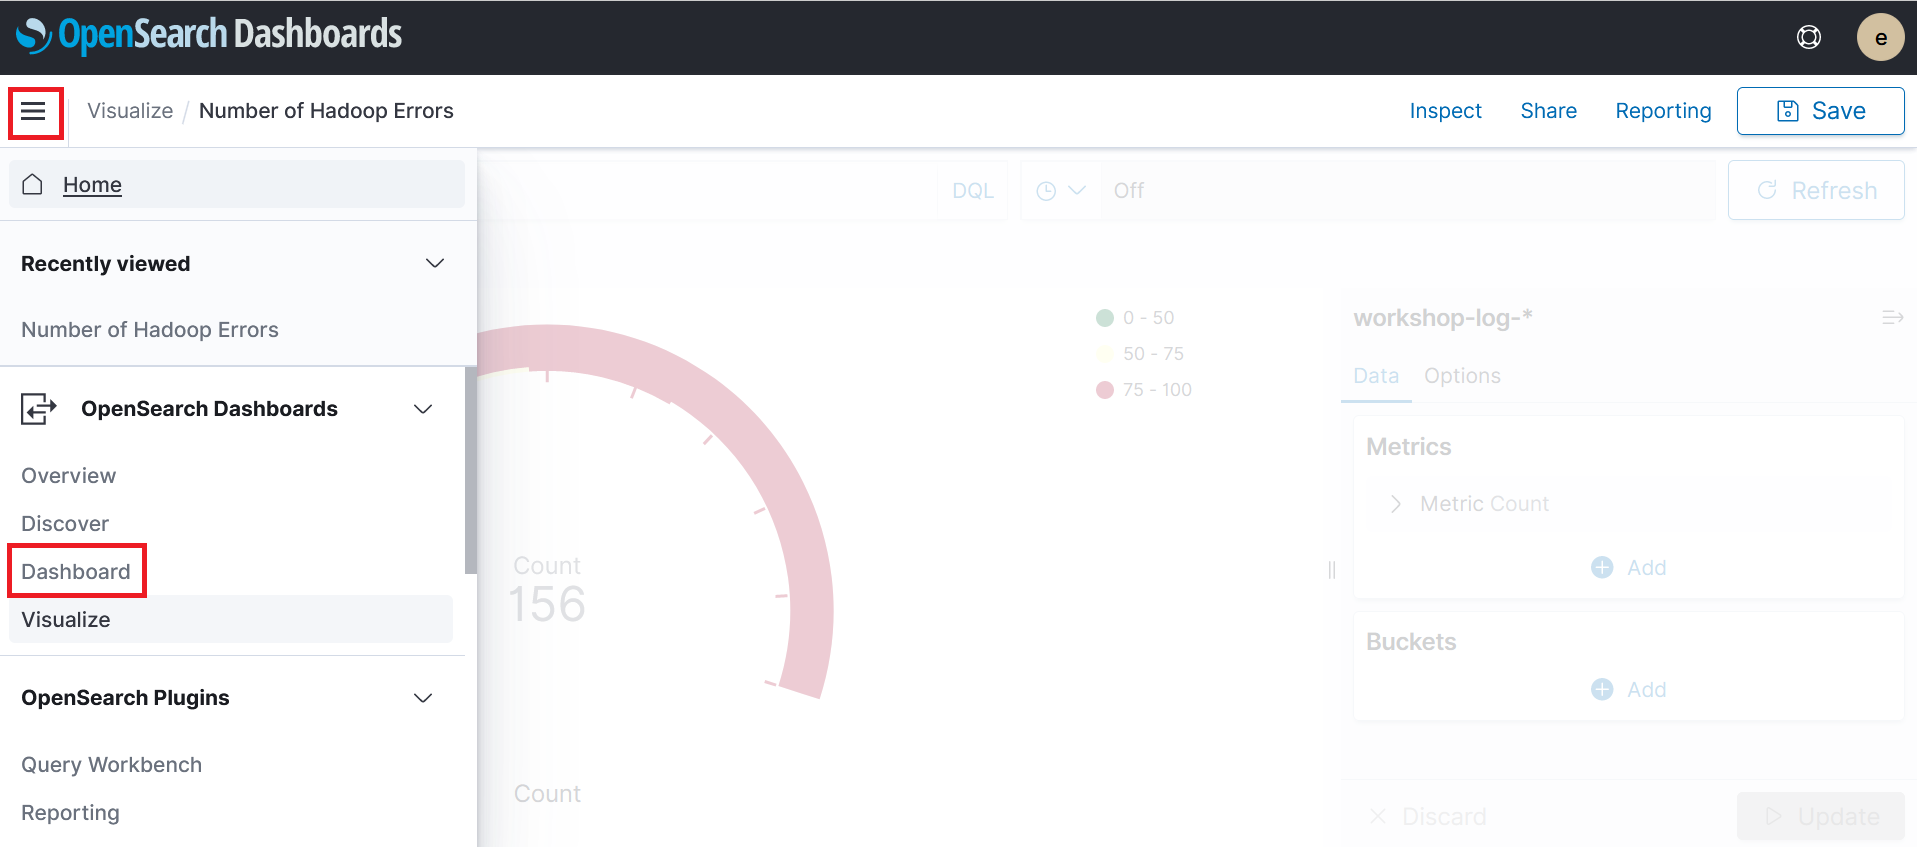 OpenSearch Dashboards
e
Visualize / Number of Hadoop Errors
Inspect
Share
Reporting
Save
Home
DQL
Off
Refresh
Recently viewed
Number of Hadoop Errors
OpenSearch Dashboards
Overview
Discover
Dashboard
Visualize
OpenSearch Plugins
Query Workbench
Reporting
Count
156
Count
0 - 50
50 - 75
75 - 100
workshop-log-*
Data
Options
Metrics
Metric Count
Add
Buckets
Add
Discard
Update